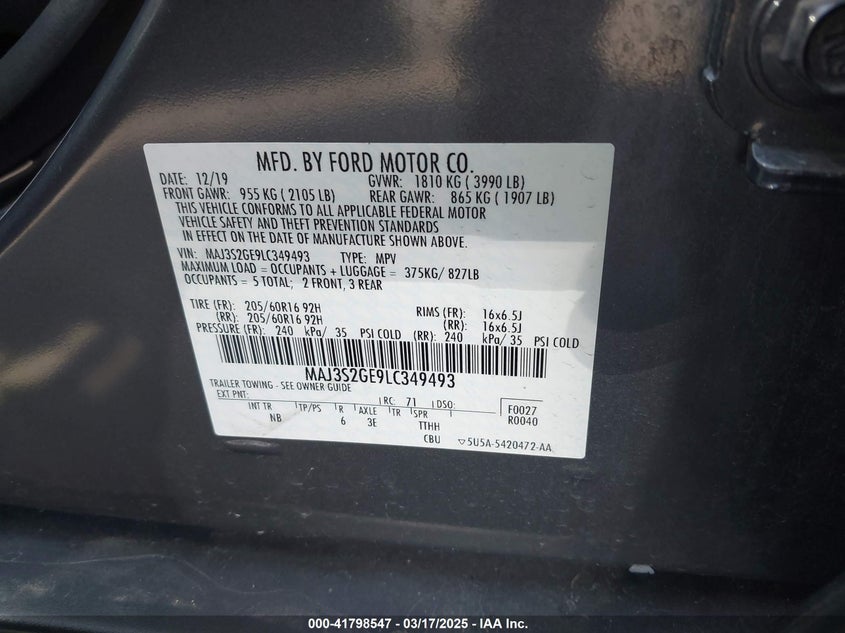 MFD. BY FORD MOTOR CO.
DATE: 12/19 GVWR: 1810 KG ( 3990 LB)
FRONT GAWR: 955 KG ( 2105 LB) REAR GAWR: 865 KG ( 1907 LB)
THIS VEHICLE CONFORMS TO ALL APPLICABLE FEDERAL MOTOR
VEHICLE SAFETY AND THEFT PREVENTION STANDARDS
IN EFFECT ON THE DATE OF MANUFACTURE SHOWN ABOVE.
VIN: MAJ3S2GE9LC349493 TYPE: MPV
MAXIMUM LOAD = OCCUPANTS + LUGGAGE = 375KG/ 827LB
OCCUPANTS = 5 TOTAL; 2 FRONT, 3 REAR
TIRE (FR): 205/60R16 92H RIMS (FR): 16x6.5J
(RR): 205/60R16 92H (RR): 16x6.5J
PRESSURE (FR): 240 kPa/ 35 PSI COLD (RR): 240 kPa/ 35 PSI COLD
MAJ3S2GE9LC349493
TRAILER TOWING - SEE OWNER GUIDE
EXT PNT: RC: 71 DSO: F0027
INT TR TP/PS R AXLE TR SPR R0040
NB 6 3E TTHH
CBU ▽5U5A-5420472-AA
000-41798547 — 03/17/2025 — IAA Inc.